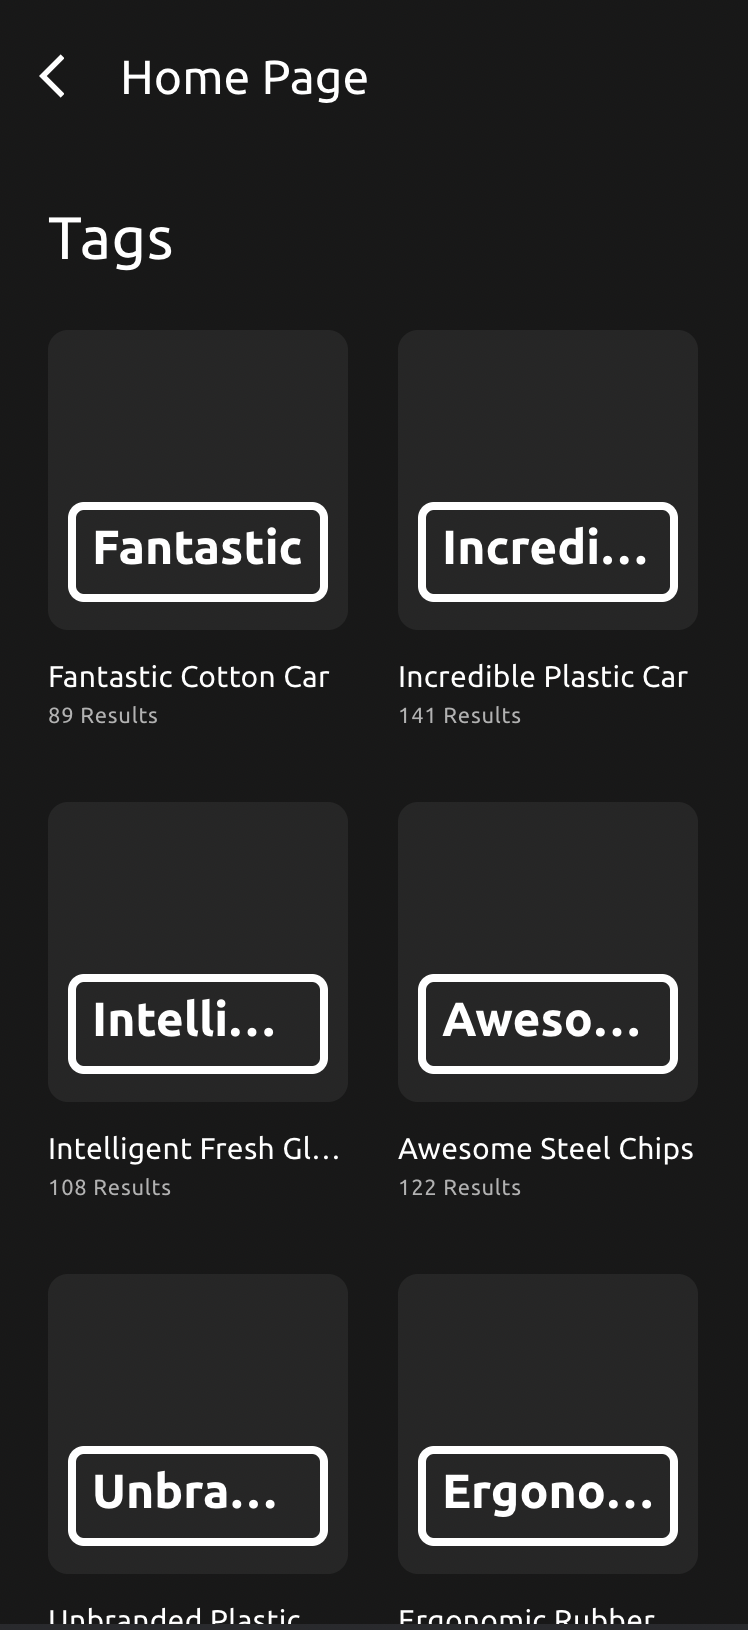 Home Page
Tags
Fantastic
Incredi...
Fantastic Cotton Car
89 Results
Incredible Plastic Car
141 Results
Intelli...
Aweso...
Intelligent Fresh Gl...
108 Results
Awesome Steel Chips
122 Results
Unbra...
Ergono...
Unbranded Plastic
Ergonomic Rubber